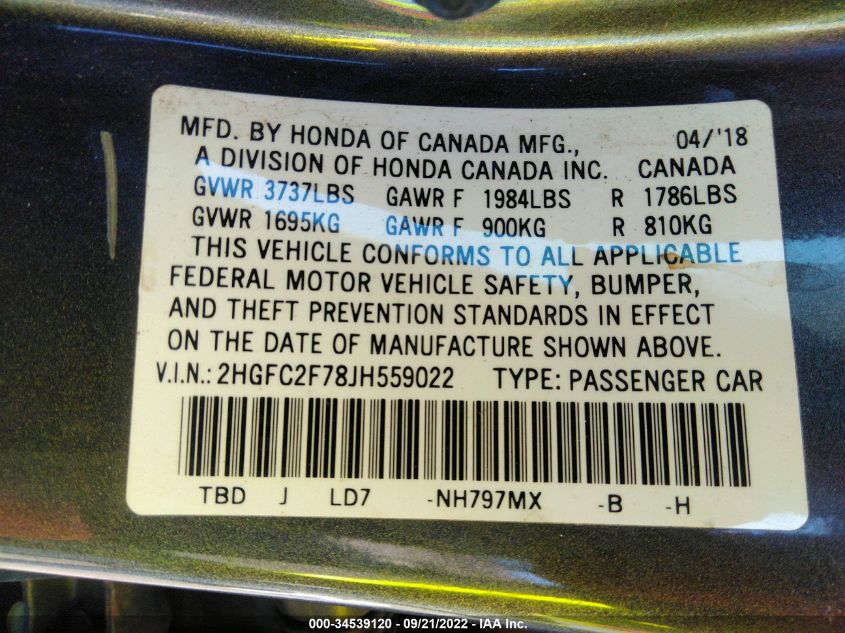 MFD. BY HONDA OF CANADA MFG., 04/'18
A DIVISION OF HONDA CANADA INC. CANADA
GVWR 3737LBS GAWR F 1984LBS R 1786LBS
GVWR 1695KG GAWR F 900KG R 810KG
THIS VEHICLE CONFORMS TO ALL APPLICABLE
FEDERAL MOTOR VEHICLE SAFETY, BUMPER,
AND THEFT PREVENTION STANDARDS IN EFFECT
ON THE DATE OF MANUFACTURE SHOWN ABOVE.
V.I.N.: 2HGFC2F78JH559022 TYPE: PASSENGER CAR
TBD J LD7 -NH797MX -B -H
000-34539120 - 09/21/2022 - IAA Inc.